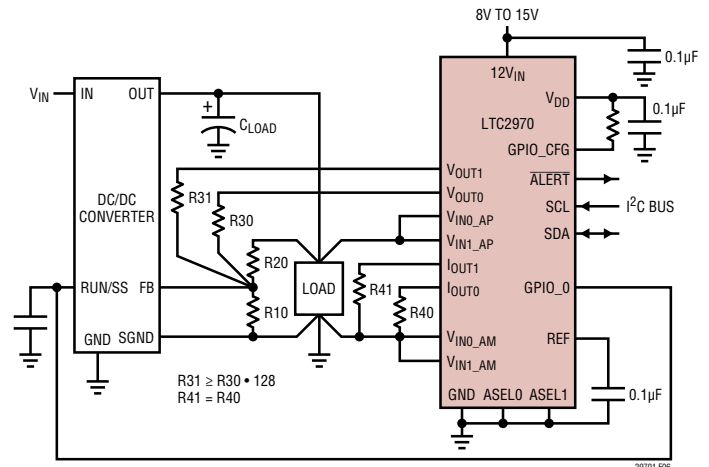 8V TO 15V
0.1µF
12VIN
VIN
IN
OUT
VDD
0.1µF
+
CLOAD
LTC2970
GPIO_CFG
VOUT1
ALERT
R31
VOUT0
DC/DC
CONVERTER
R30
VIN0_AP
SCL
I2C BUS
R20
VIN1_AP
SDA
IOUT1
RUN/SS
FB
LOAD
R41
IOUT0
GPIO_0
R10
R40
GND
SGND
VIN0_AM
REF
VIN1_AM
R31 ≥ R30 • 128
R41 = R40
GND
ASEL0
ASEL1
0.1µF
29701 F06